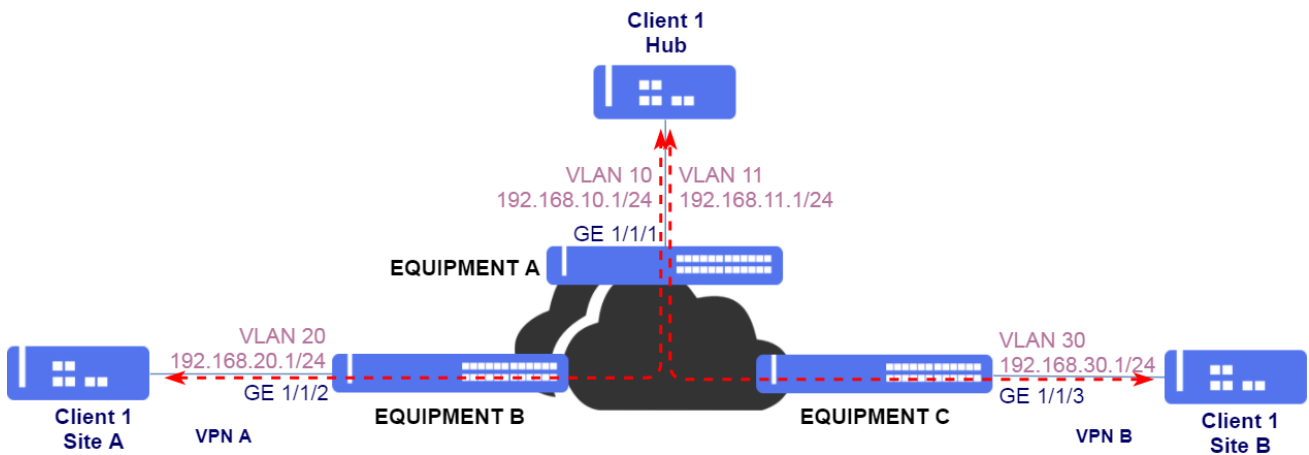 Client 1
Hub
VLAN 10
192.168.10.1/24
VLAN 11
192.168.11.1/24
GE 1/1/1
EQUIPMENT A
VLAN 20
192.168.20.1/24
GE 1/1/2
EQUIPMENT B
VLAN 30
192.168.30.1/24
GE 1/1/3
EQUIPMENT C
Client 1
Site A
VPN A
VPN B
Client 1
Site B